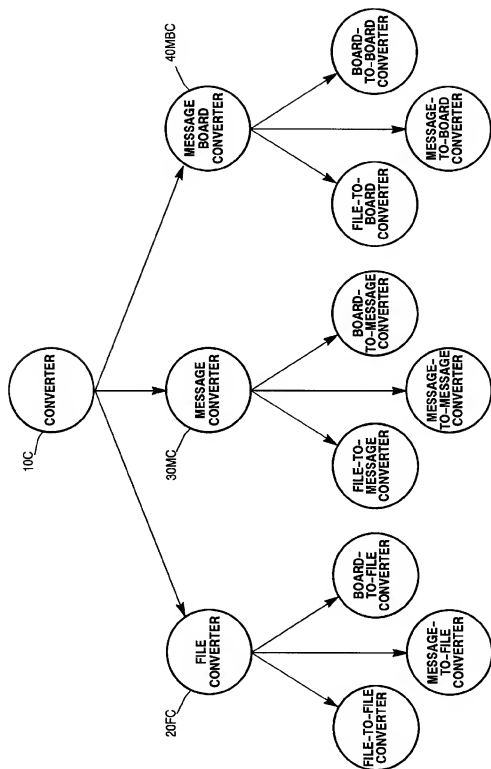 10C
CONVERTER
20FC
FILE
CONVERTER
30MC
MESSAGE
CONVERTER
40MBC
MESSAGE
BOARD
CONVERTER
FILE-TO-FILE
CONVERTER
MESSAGE-
TO-FILE
CONVERTER
BOARD-
TO-FILE
CONVERTER
FILE-TO-
MESSAGE
CONVERTER
MESSAGE-
TO-MESSAGE
CONVERTER
BOARD-
TO-MESSAGE
CONVERTER
FILE-TO-
BOARD
CONVERTER
MESSAGE-
TO-BOARD
CONVERTER
BOARD-
TO-BOARD
CONVERTER